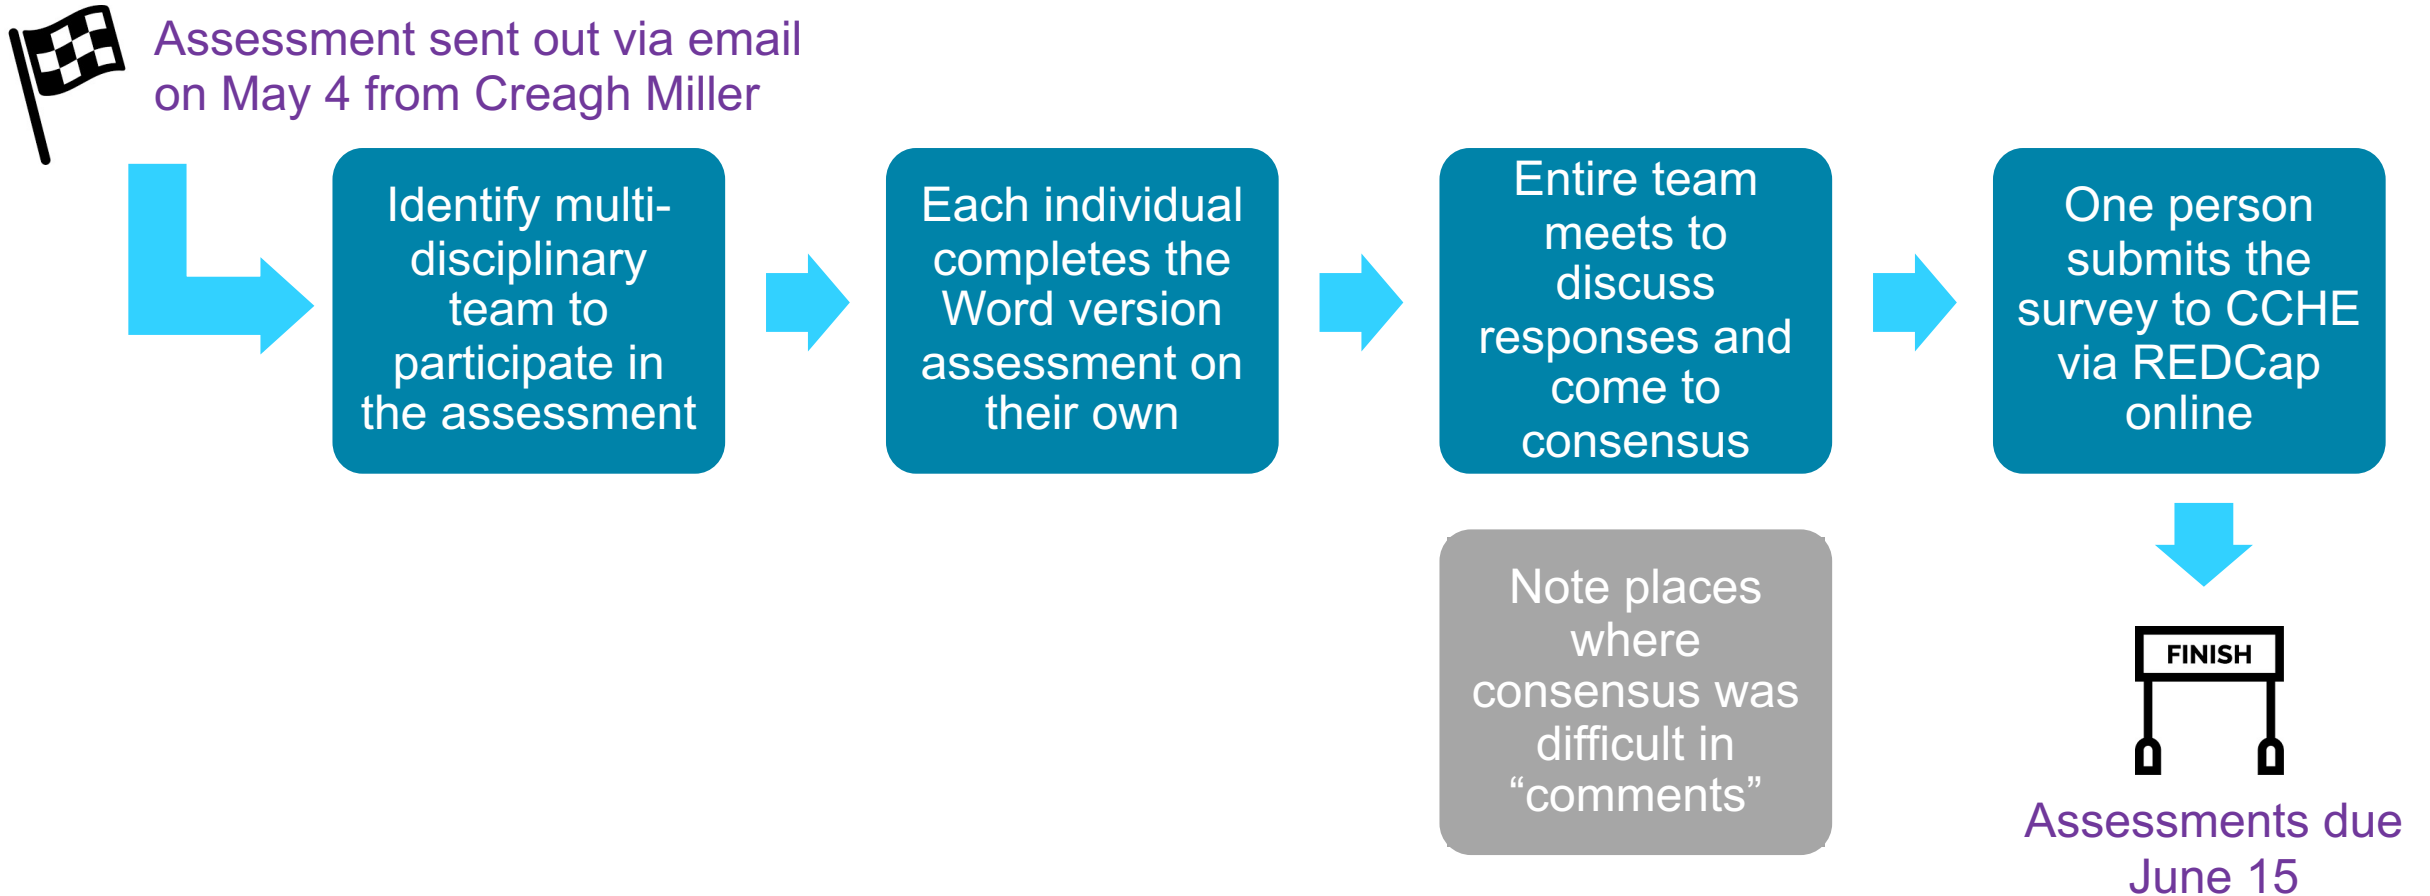 Assessment sent out via email
on May 4 from Creagh Miller
Identify multi-
disciplinary
team to
participate in
the assessment
Each individual
completes the
Word version
assessment on
their own
Entire team
meets to
discuss
responses and
come to
consensus
One person
submits the
survey to CCHE
via REDCap
online
Note places
where
consensus was
difficult in
“comments”
FINISH
Assessments due
June 15